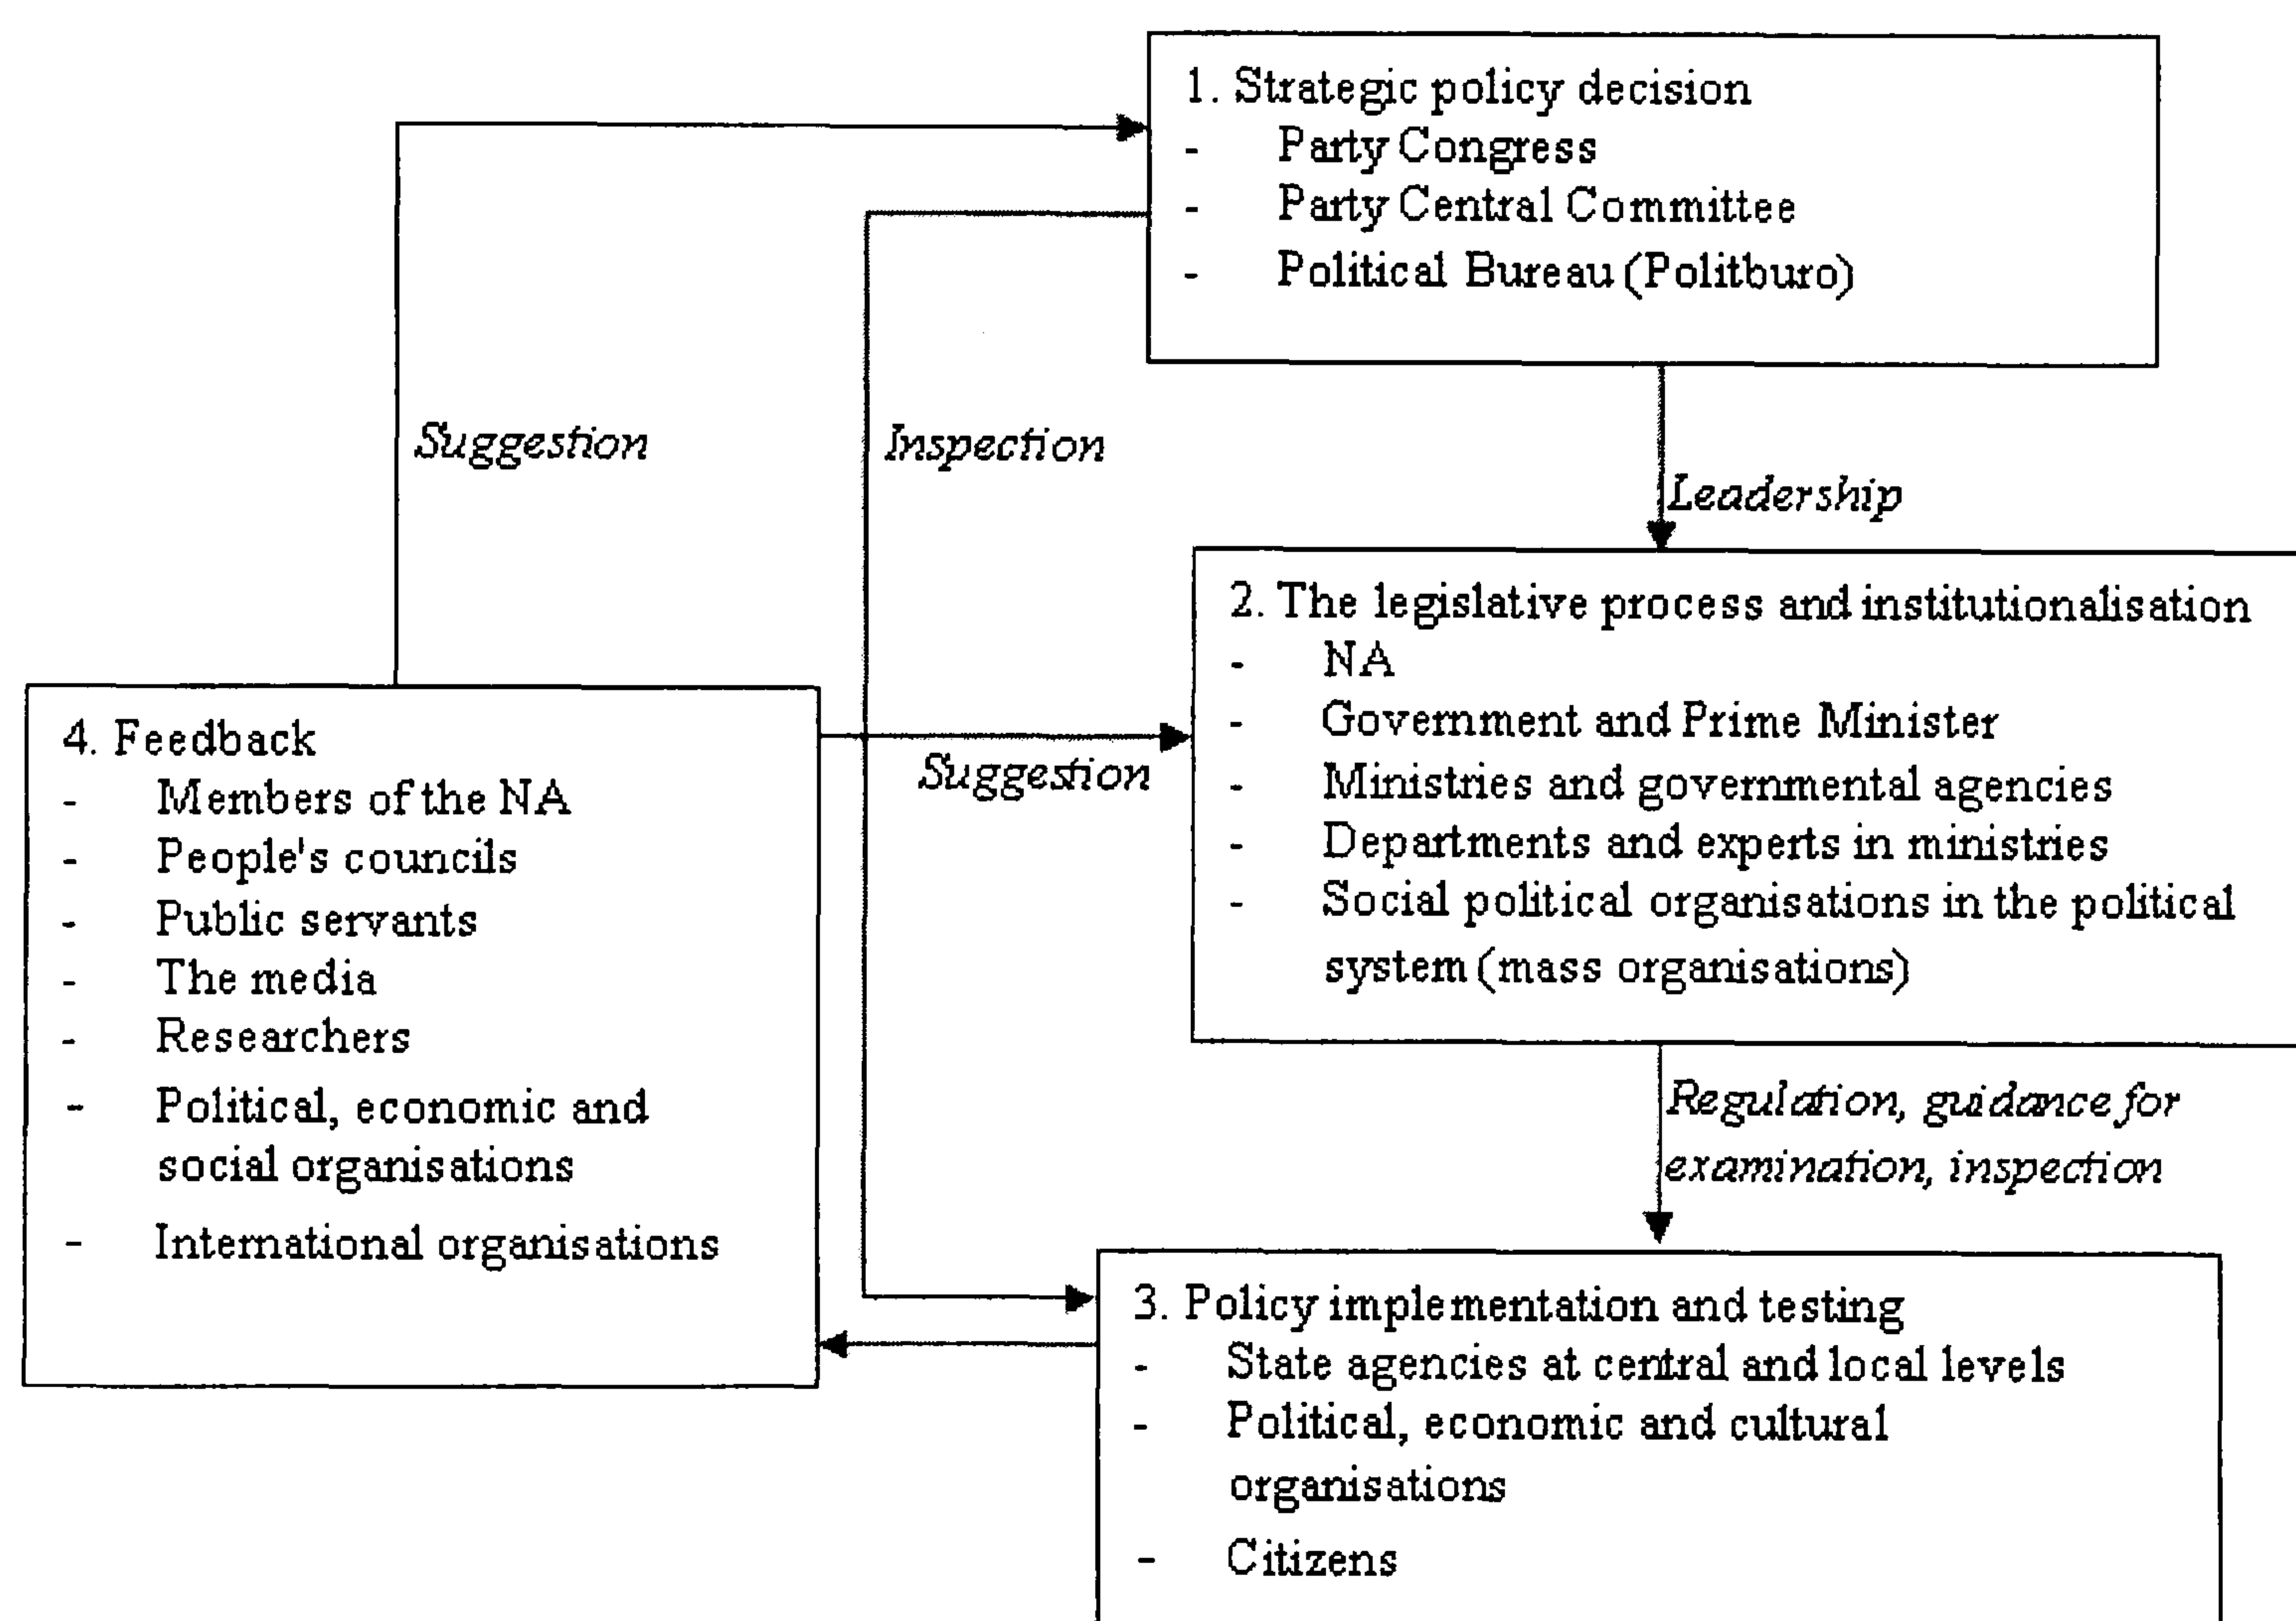 1. Strategic policy decision
- Party Congress
- Party Central Committee
- Political Bureau (Politburo)
Suggestion
Inspection
Leadership
2. The legislative process and institutionalisation
- NA
- Government and Prime Minister
- Ministries and governmental agencies
- Departments and experts in ministries
- Social political organisations in the political
system (mass organisations)
Suggestion
4. Feedback
- Members of the NA
- People's councils
- Public servants
- The media
- Researchers
- Political, economic and
social organisations
- International organisations
Regulation, guidance for
examination, inspection
3. Policy implementation and testing
- State agencies at central and local levels
- Political, economic and cultural
organisations
- Citizens